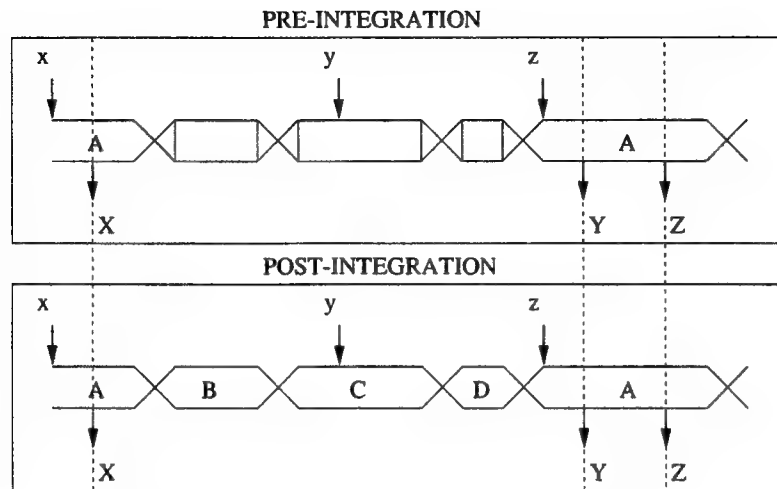 PRE-INTEGRATION
x y z
A A
X Y Z
POST-INTEGRATION
x y z
A B C D A
X Y Z